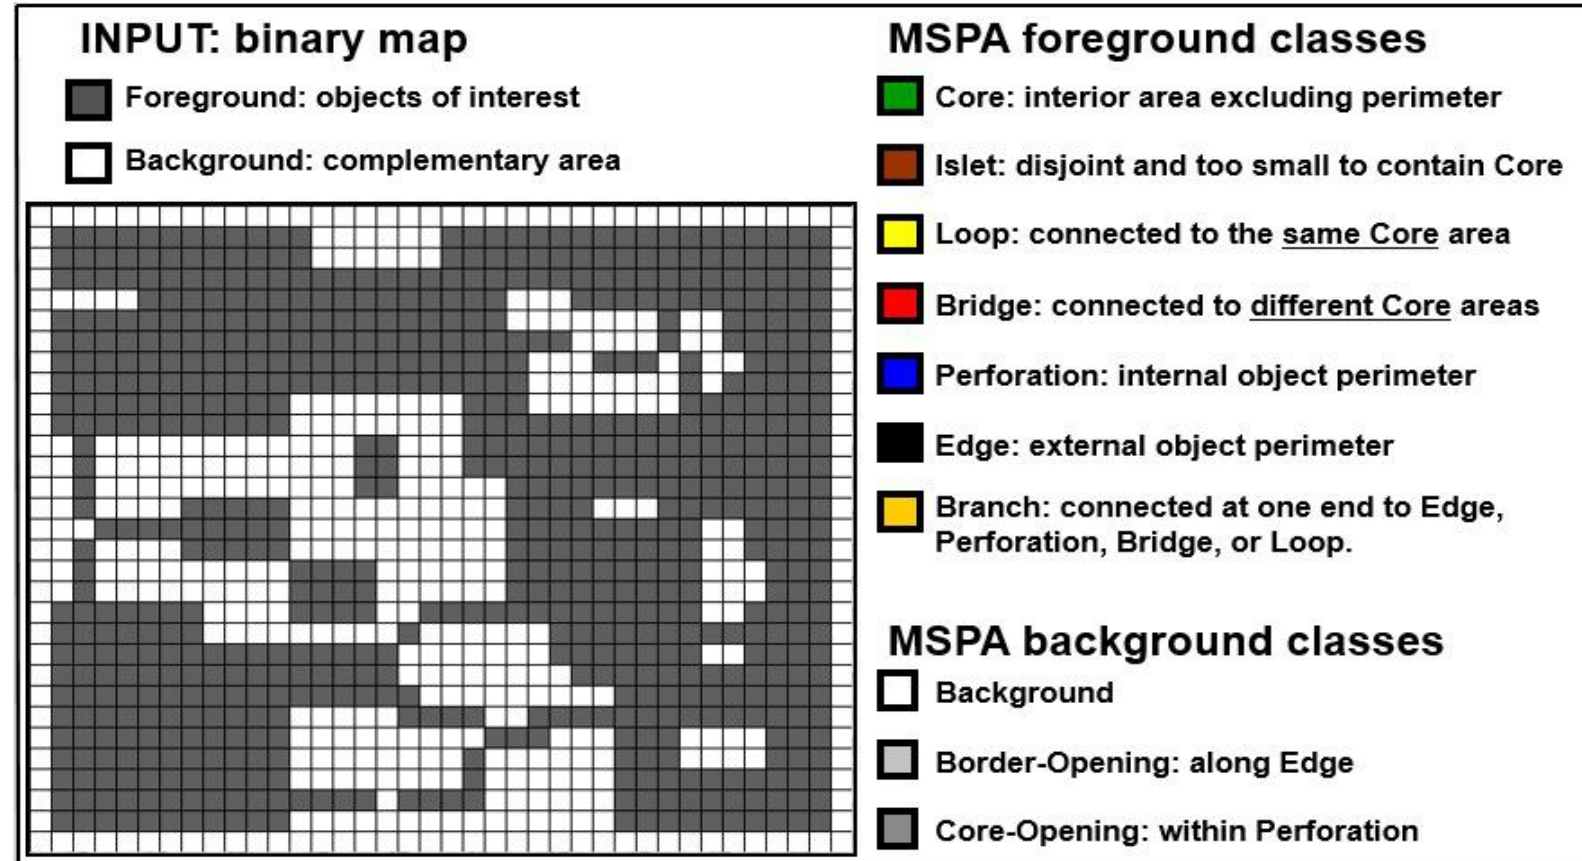 INPUT: binary map
Foreground: objects of interest
Background: complementary area
MSPA foreground classes
Core: interior area excluding perimeter
Islet: disjoint and too small to contain Core
Loop: connected to the same Core area
Bridge: connected to different Core areas
Perforation: internal object perimeter
Edge: external object perimeter
Branch: connected at one end to Edge,
Perforation, Bridge, or Loop.
MSPA background classes
Background
Border-Opening: along Edge
Core-Opening: within Perforation